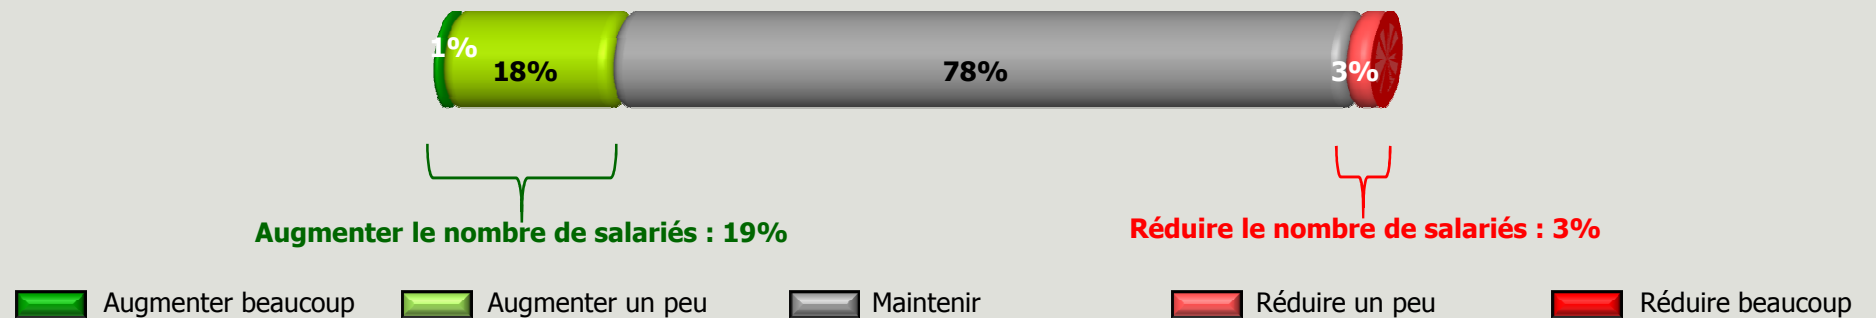 1%
18%
78%
3%
Augmenter le nombre de salariés : 19%
Réduire le nombre de salariés : 3%
Augmenter beaucoup
Augmenter un peu
Maintenir
Réduire un peu
Réduire beaucoup